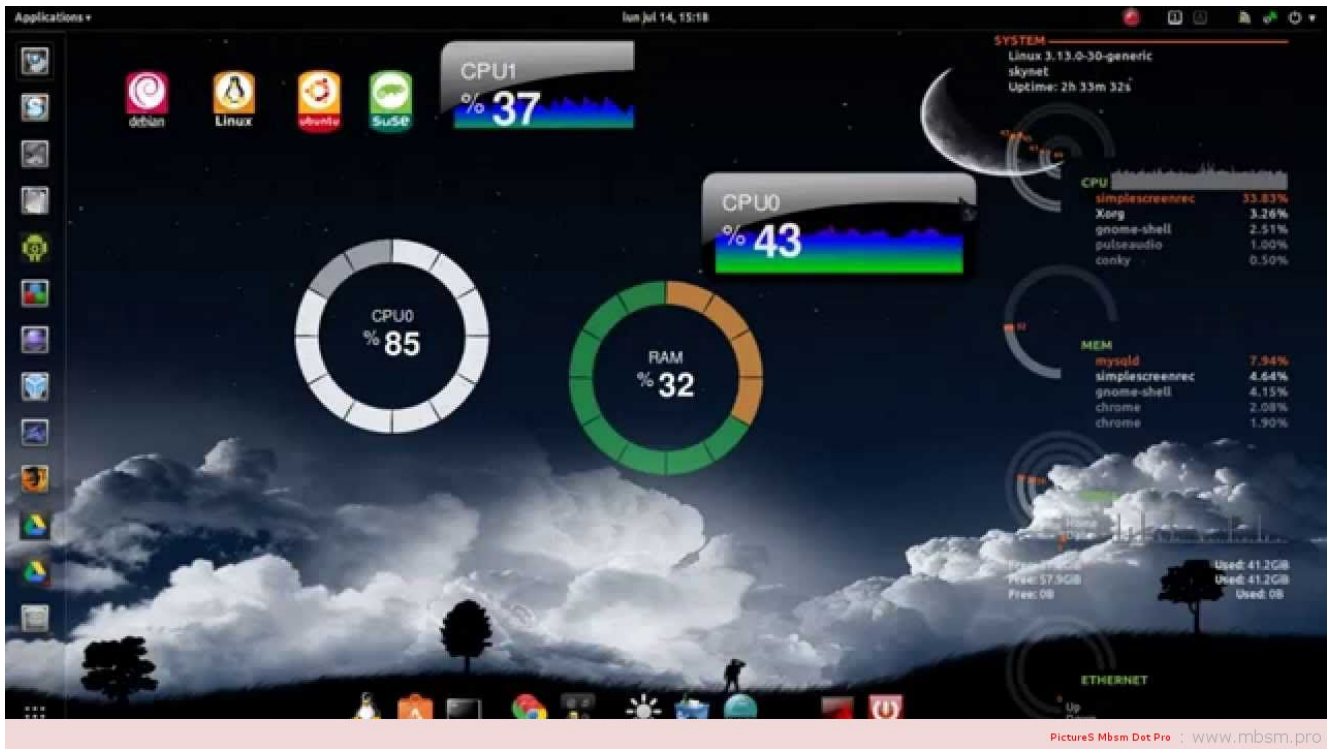 Applications
lun jul 14, 15:18
SYSTEM
Linux 3.13.0-30-generic
skynet
Uptime: 2h 33m 32s
debian
Linux
ubuntu
SuSE
CPU1
% 37
CPU0
% 43
CPU0
% 85
RAM
% 32
CPU
simplescreenrec 33.83%
Xorg 3.26%
gnome-shell 2.51%
pulseaudio 1.00%
conky 0.50%
MEM
mysqld 7.94%
simplescreenrec 4.64%
gnome-shell 4.15%
chrome 2.08%
chrome 1.90%
Used: 41.2GiB
Free: 57.9GiB Used: 41.2GiB
Free: 0B Used: 0B
ETHERNET
Up
PictureS Mbsm Dot Pro : www.mbsm.pro